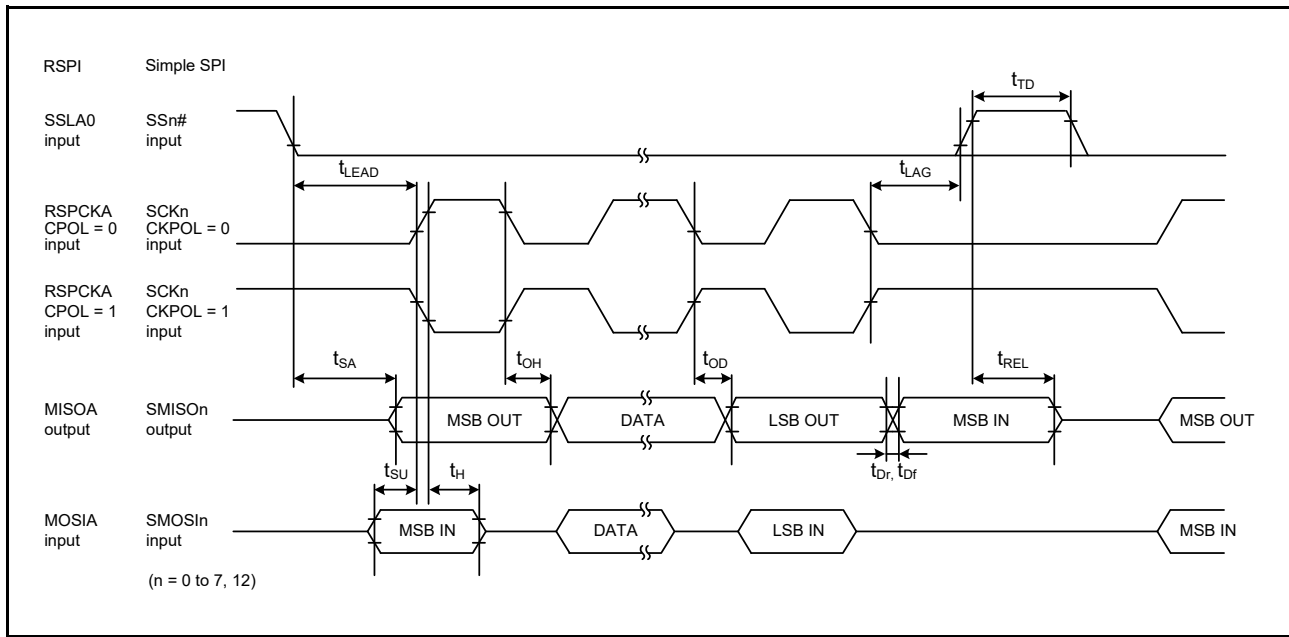 RSPI Simple SPI
tTD
SSLA0 SSn#
input input
tLEAD tLAG
RSPCKA SCKn
CPOL = 0 CKPOL = 0
input input
RSPCKA SCKn
CPOL = 1 CKPOL = 1
input input
tSA tOH tOD tREL
MISOA SMISOn
output output
MSB OUT DATA LSB OUT MSB IN MSB OUT
tSU tH tDr, tDf
MOSIA SMOSIn
input input
MSB IN DATA LSB IN MSB IN
(n = 0 to 7, 12)